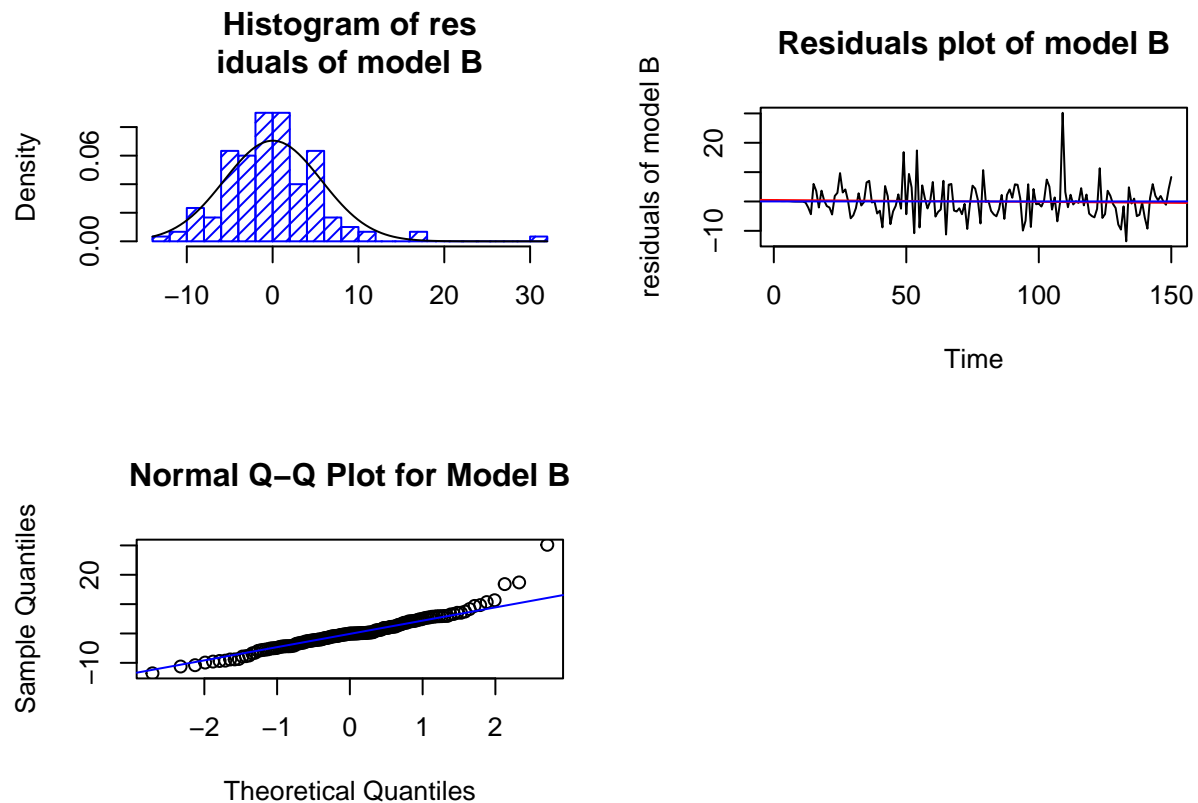 Histogram of res
iduals of model B
Density
0.00
0.06
−10
0
10
20
30
Residuals plot of model B
residuals of model B
−10
20
0
50
100
150
Time
Normal Q−Q Plot for Model B
Sample Quantiles
−10
20
−2
−1
0
1
2
Theoretical Quantiles